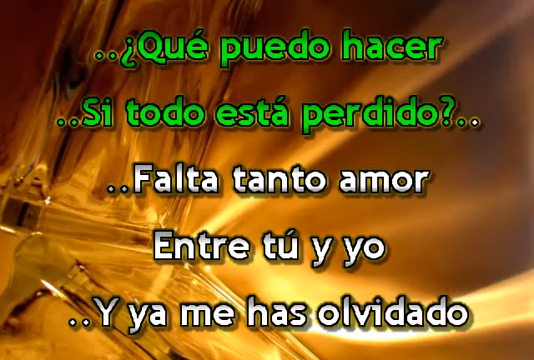 ..¿Qué puedo hacer
..Si todo está perdido?..
..Falta tanto amor
Entre tú y yo
..Y ya me has olvidado